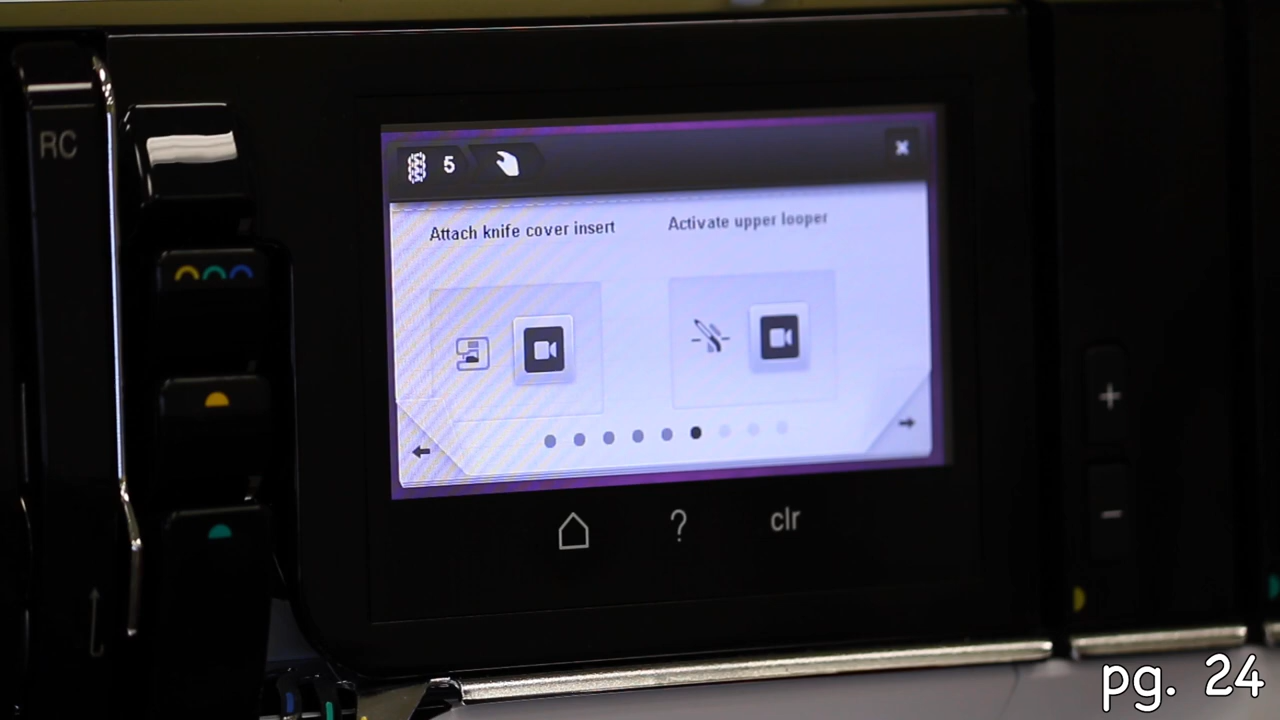 RC
5
Attach knife cover insert
Activate upper looper
?
clr
+
−
pg. 24